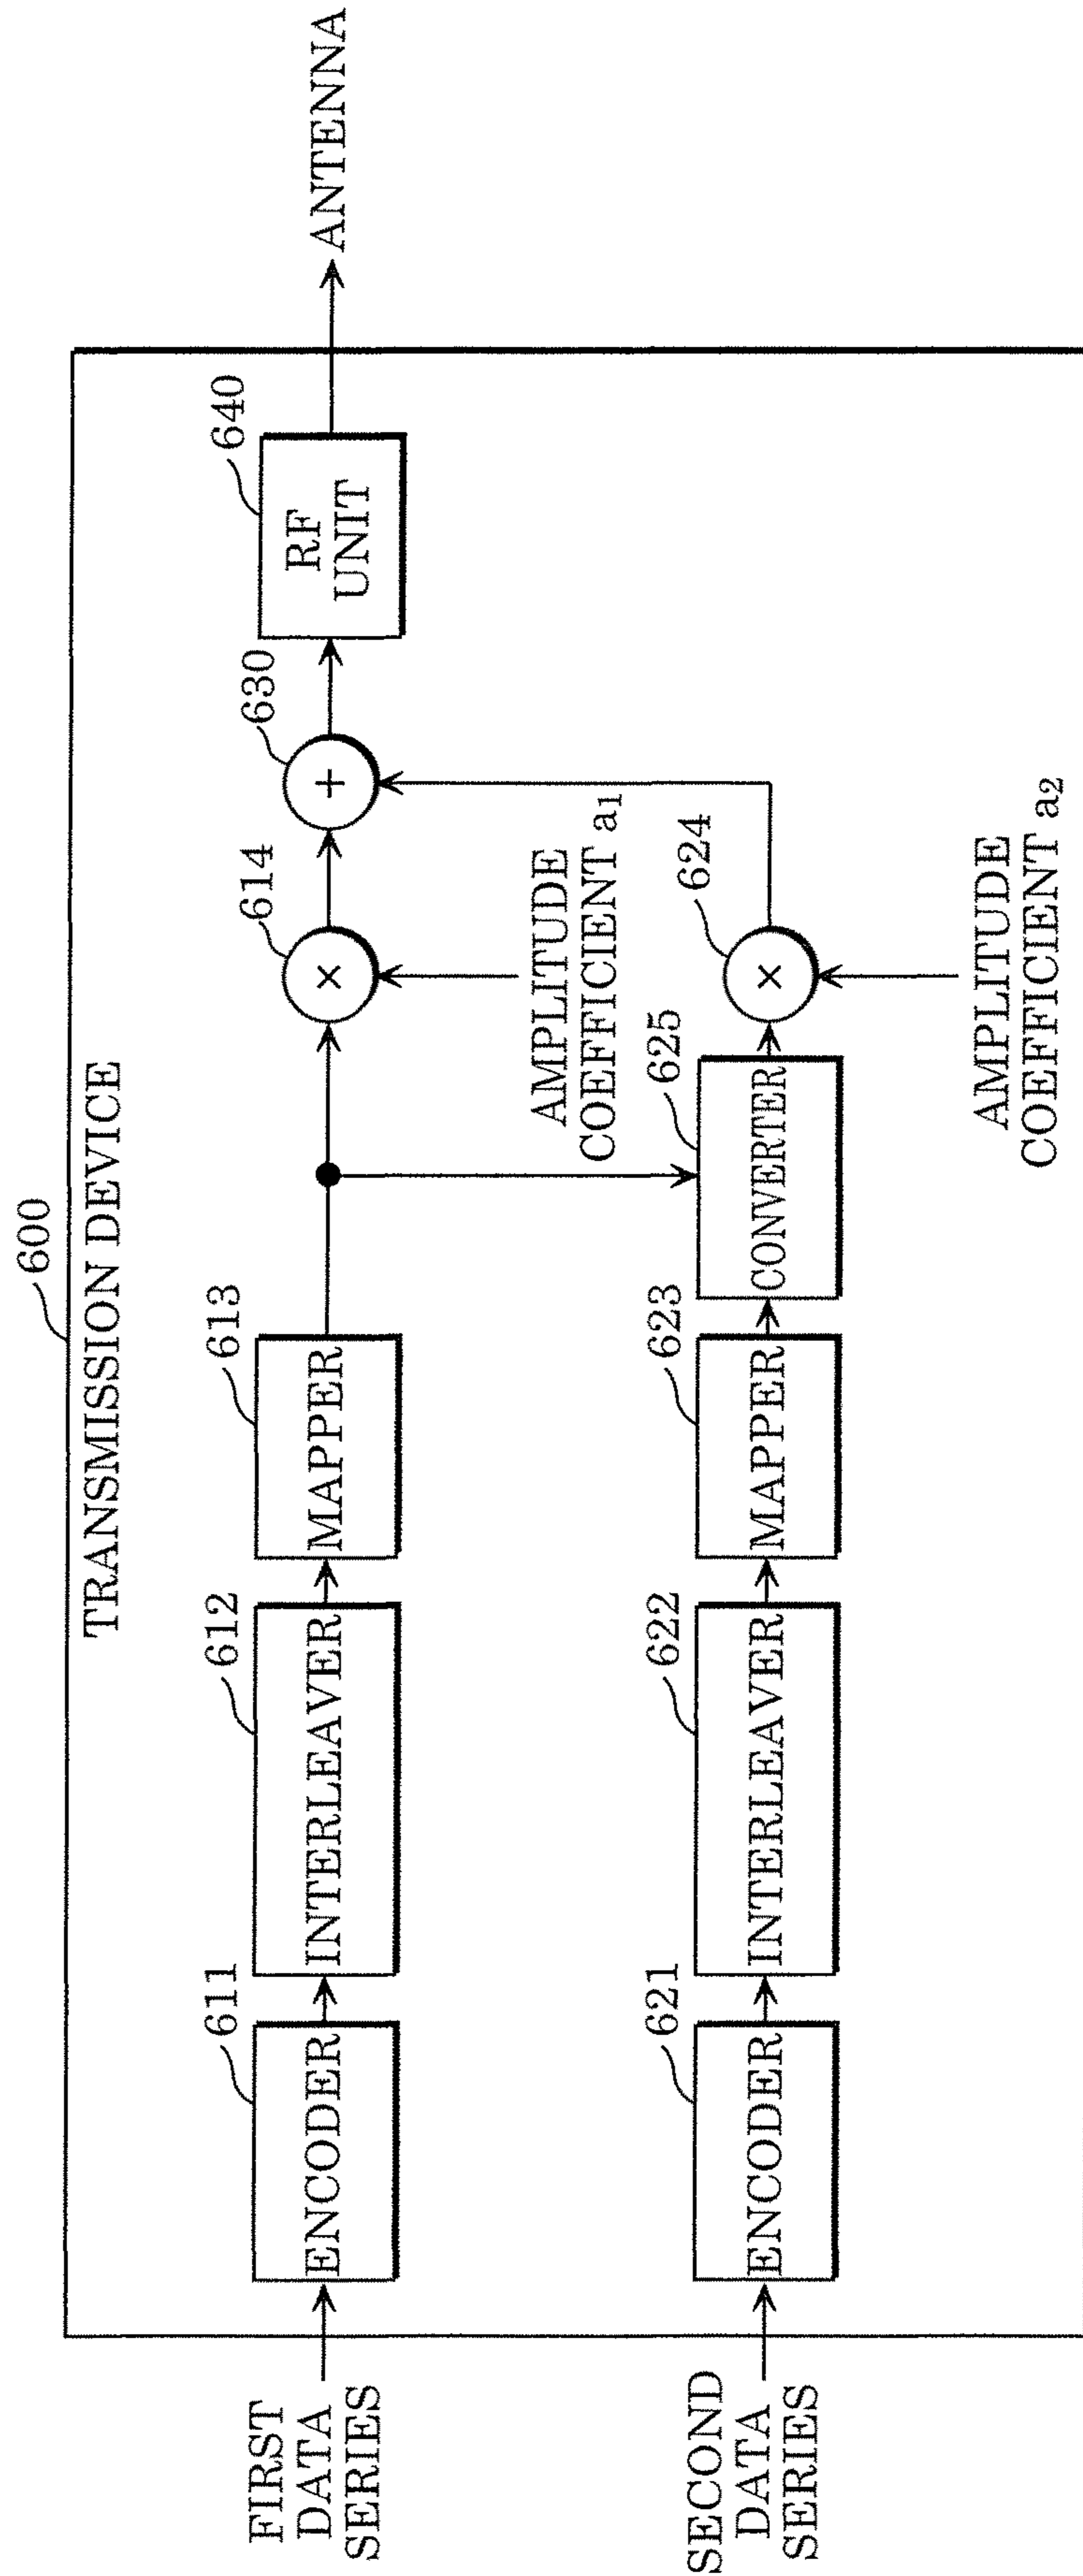 600
TRANSMISSION DEVICE
FIRST
DATA
SERIES
611
ENCODER
612
INTERLEAVER
613
MAPPER
614
×
AMPLITUDE
COEFFICIENT a₁
630
+
640
RF
UNIT
ANTENNA
SECOND
DATA
SERIES
621
ENCODER
622
INTERLEAVER
623
MAPPER
625
CONVERTER
624
×
AMPLITUDE
COEFFICIENT a₂